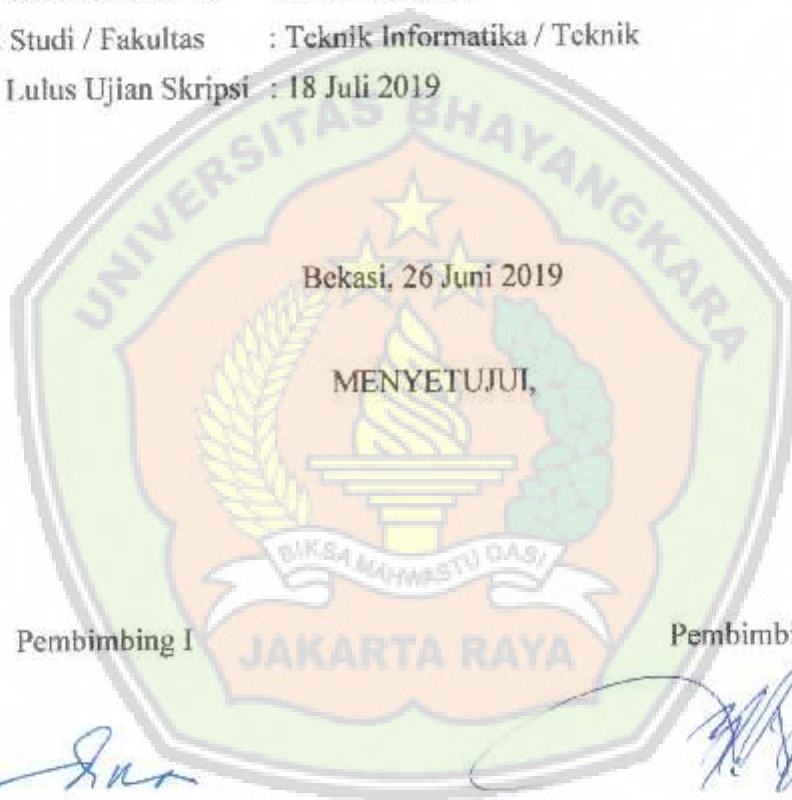 Studi / Fakultas : Teknik Informatika / Teknik
Lulus Ujian Skripsi : 18 Juli 2019
UNIVERSITAS BHAYANGKARA
Bekasi, 26 Juni 2019
MENYETUJUI,
BIKSA MAHWASTU DASI
JAKARTA RAYA
Pembimbing I